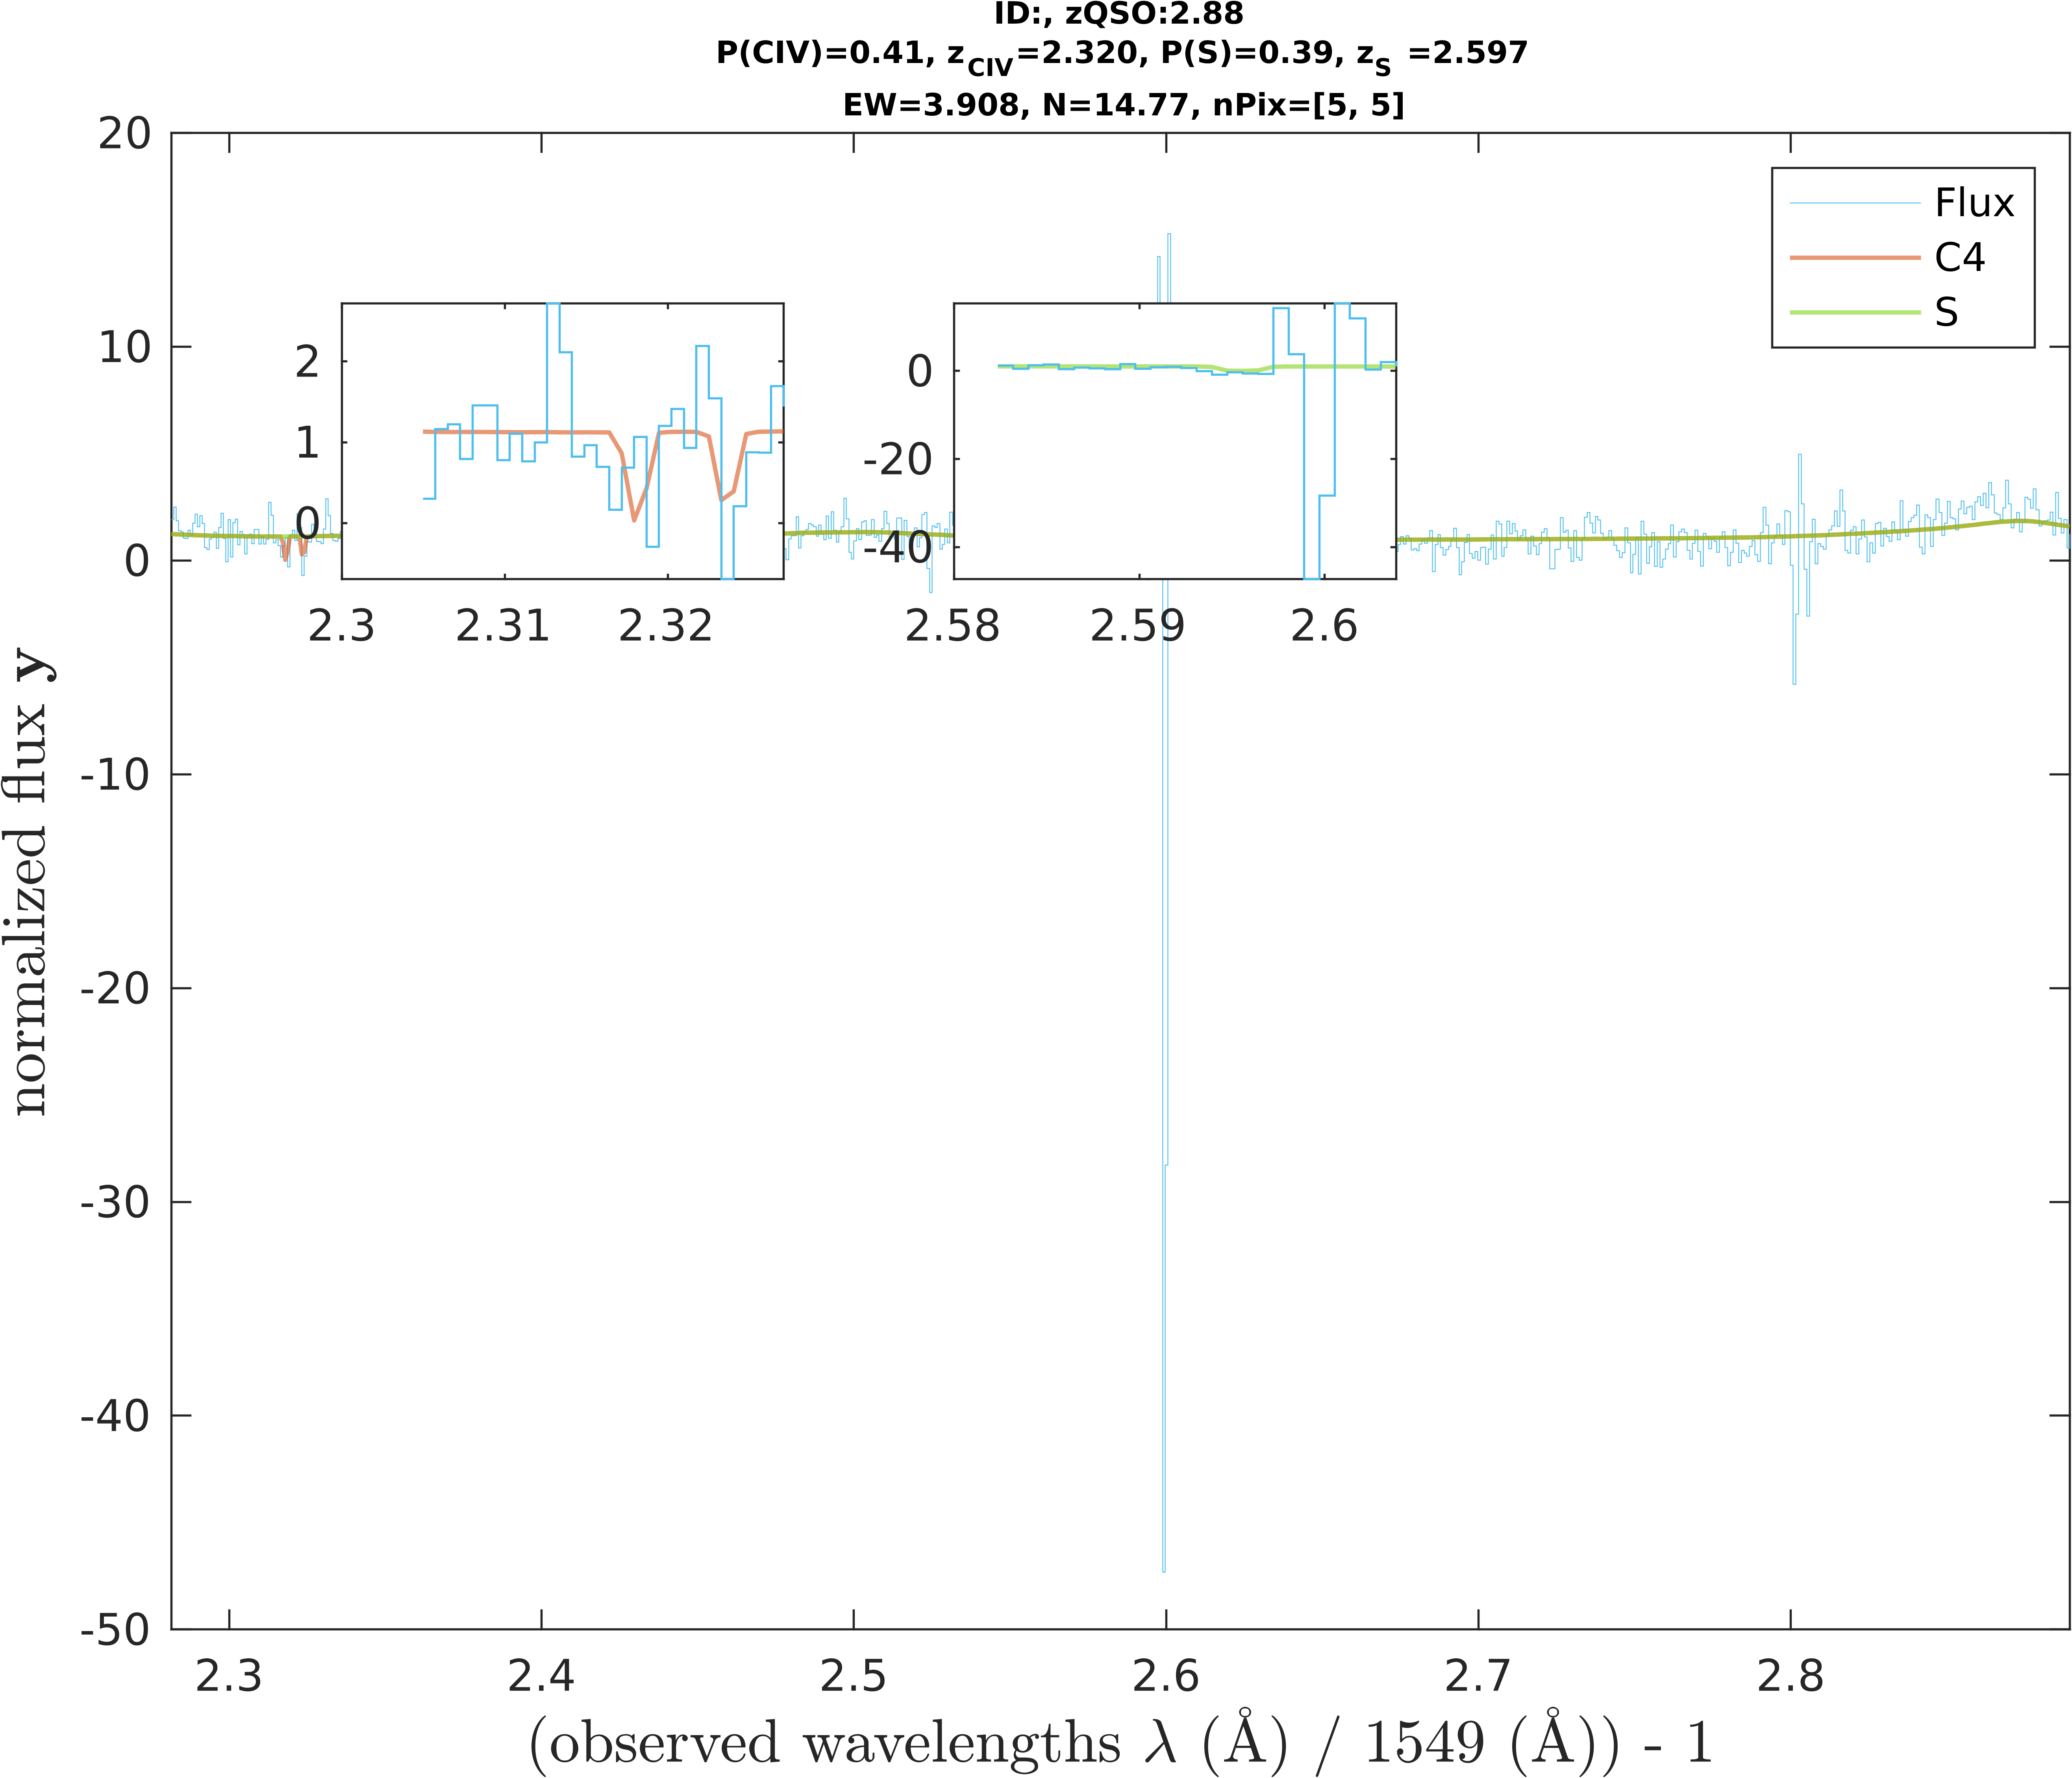 ID:, zQSO:2.88
P(CIV)=0.41, z_CIV=2.320, P(S)=0.39, z_S =2.597
EW=3.908, N=14.77, nPix=[5, 5]
20
10
0
-10
-20
-30
-40
-50
normalized flux y
Flux
C4
S
2
1
0
2.3 2.31 2.32
0
-20
-40
2.58 2.59 2.6
2.3 2.4 2.5 2.6 2.7 2.8
(observed wavelengths λ (Å) / 1549 (Å)) - 1